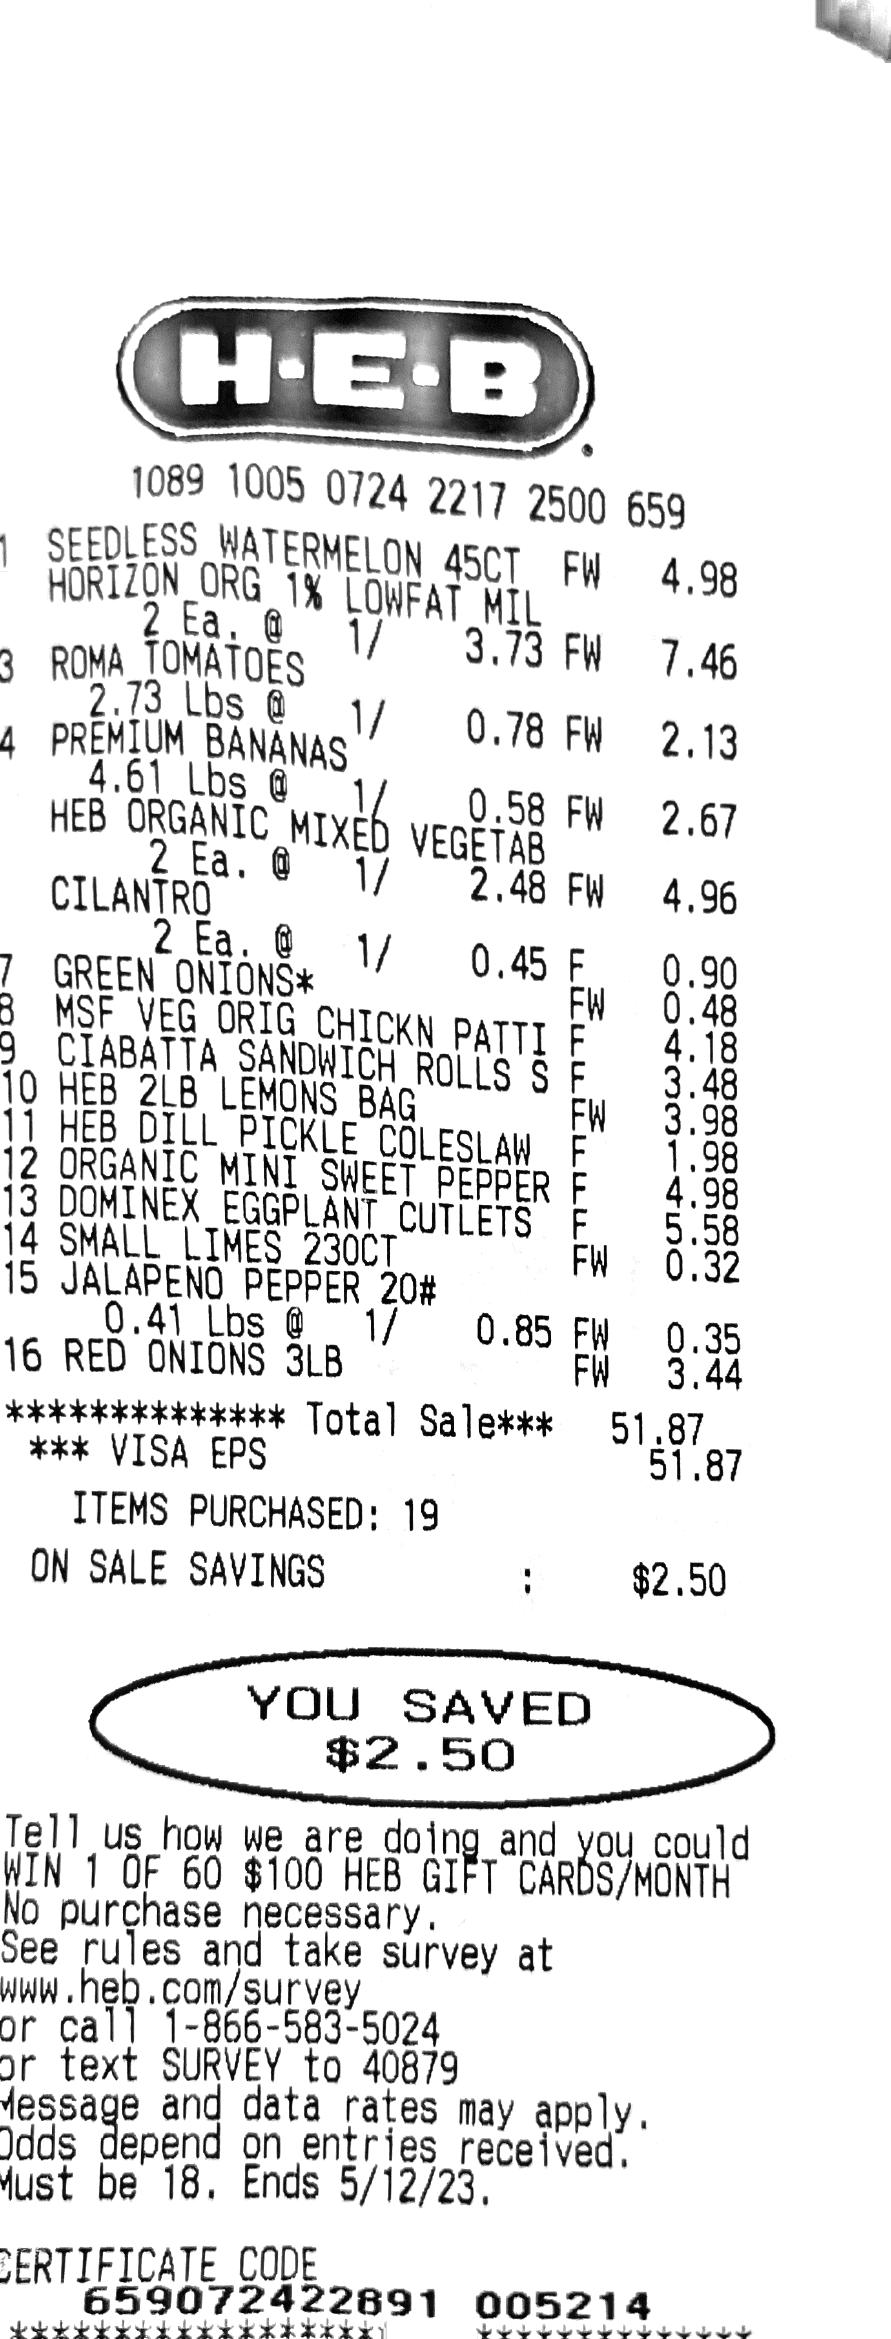 H-E-B
1089 1005 0724 2217 2500 659
1 SEEDLESS WATERMELON 45CT FW 4.98
HORIZON ORG 1% LOWFAT MIL
2 Ea. @ 1/ 3.73 FW 7.46
3 ROMA TOMATOES
2.73 Lbs @ 1/ 0.78 FW 2.13
4 PREMIUM BANANAS
4.61 Lbs @ 1/ 0.58 FW 2.67
HEB ORGANIC MIXED VEGETAB
2 Ea. @ 1/ 2.48 FW 4.96
CILANTRO
2 Ea. @ 1/ 0.45 F 0.90
7 GREEN ONIONS* FW 0.48
8 MSF VEG ORIG CHICKN PATTI F 4.18
9 CIABATTA SANDWICH ROLLS S F 3.48
10 HEB 2LB LEMONS BAG FW 3.98
11 HEB DILL PICKLE COLESLAW F 1.98
12 ORGANIC MINI SWEET PEPPER F 4.98
13 DOMINEX EGGPLANT CUTLETS F 5.58
14 SMALL LIMES 230CT FW 0.32
15 JALAPENO PEPPER 20#
0.41 Lbs @ 1/ 0.85 FW 0.35
16 RED ONIONS 3LB FW 3.44
************** Total Sale*** 51.87
*** VISA EPS 51.87
ITEMS PURCHASED: 19
ON SALE SAVINGS : $2.50
YOU SAVED
$2.50
Tell us how we are doing and you could
WIN 1 OF 60 $100 HEB GIFT CARDS/MONTH
No purchase necessary.
See rules and take survey at
www.heb.com/survey
or call 1-866-583-5024
or text SURVEY to 40879
Message and data rates may apply.
Odds depend on entries received.
Must be 18. Ends 5/12/23.
CERTIFICATE CODE
659072422891 005214